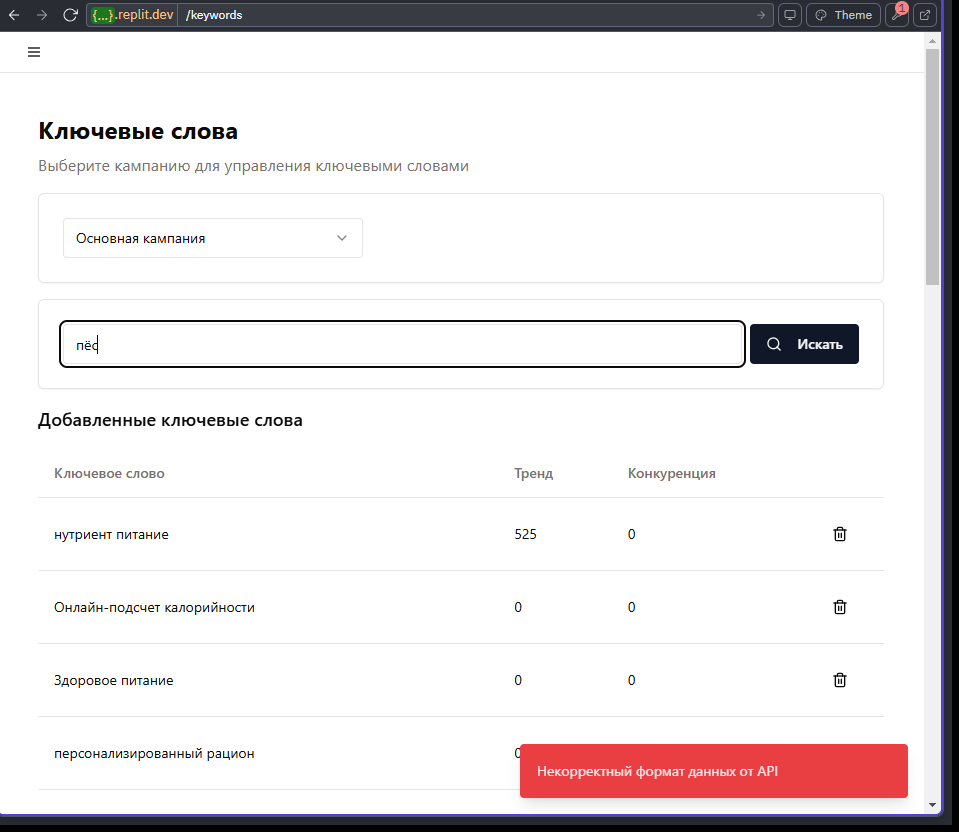 {...}.replit.dev /keywords Theme 1
Ключевые слова
Выберите кампанию для управления ключевыми словами
Основная кампания
пёс Искать
Добавленные ключевые слова
Ключевое слово Тренд Конкуренция
нутриент питание 525 0
Онлайн-подсчет калорийности 0 0
Здоровое питание 0 0
персонализированный рацион 0
Некорректный формат данных от API